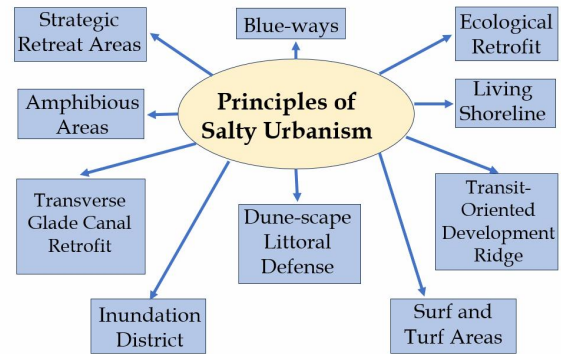 Strategic
Retreat Areas
Blue-ways
Ecological
Retrofit
Amphibious
Areas
Principles of
Salty Urbanism
Living
Shoreline
Transverse
Glade Canal
Retrofit
Dune-scape
Littoral
Defense
Transit-
Oriented
Development
Ridge
Inundation
District
Surf and
Turf Areas